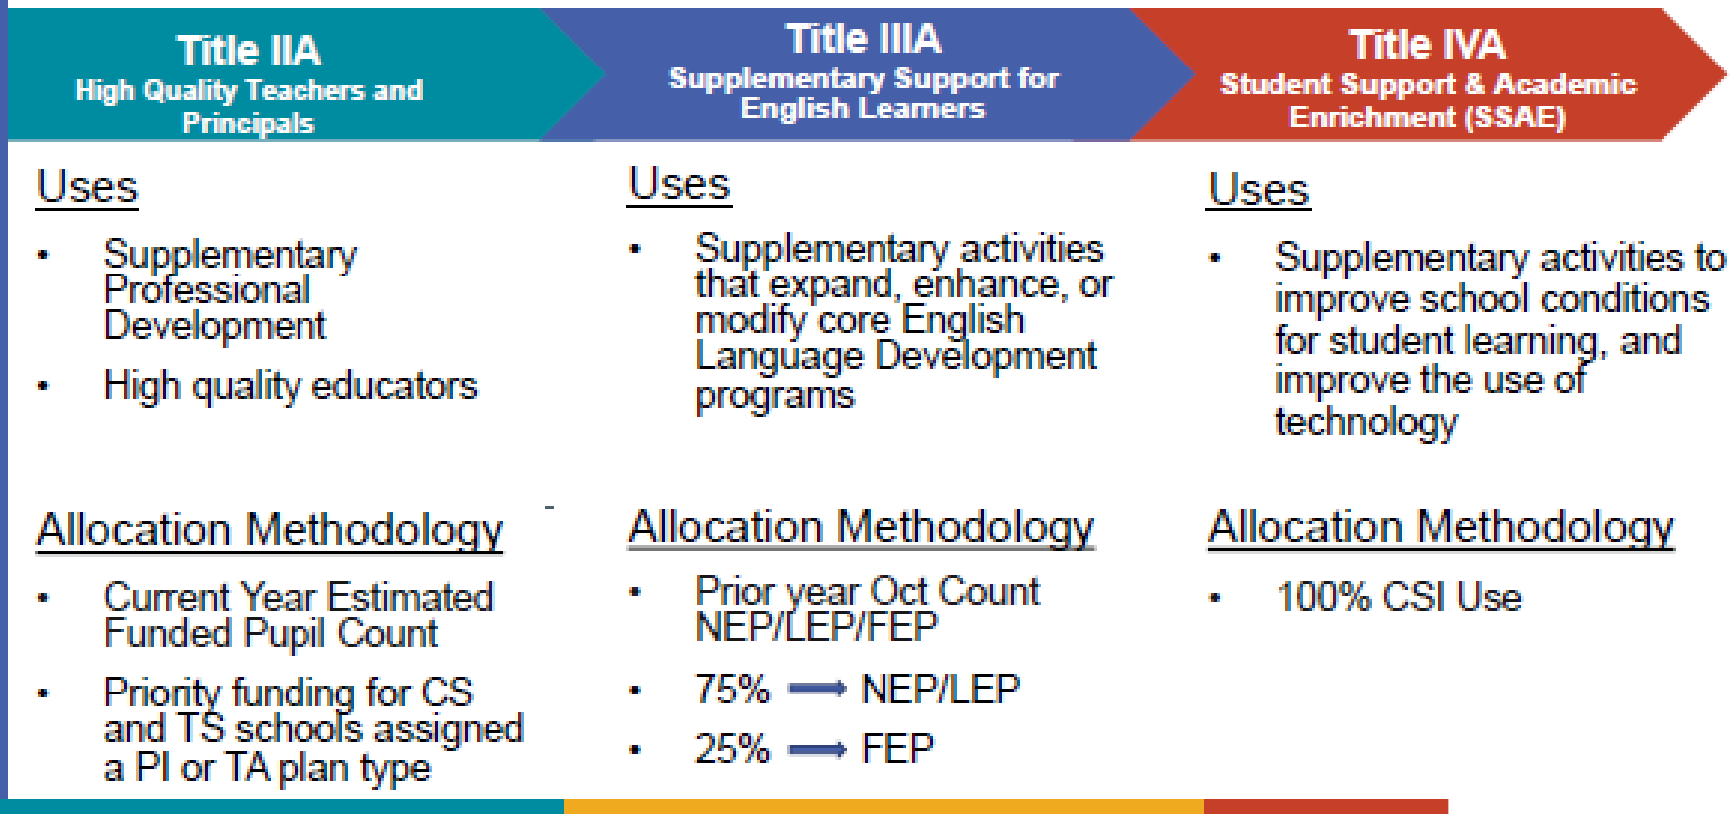 Title IIA
High Quality Teachers and
Principals
Uses
• Supplementary
Professional
Development
• High quality educators
Allocation Methodology
• Current Year Estimated
Funded Pupil Count
• Priority funding for CS
and TS schools assigned
a PI or TA plan type
Title IIIA
Supplementary Support for
English Learners
Uses
• Supplementary activities
that expand, enhance, or
modify core English
Language Development
programs
Allocation Methodology
• Prior year Oct Count
NEP/LEP/FEP
• 75% → NEP/LEP
• 25% → FEP
Title IVA
Student Support & Academic
Enrichment (SSAE)
Uses
• Supplementary activities to
improve school conditions
for student learning, and
improve the use of
technology
Allocation Methodology
• 100% CSI Use